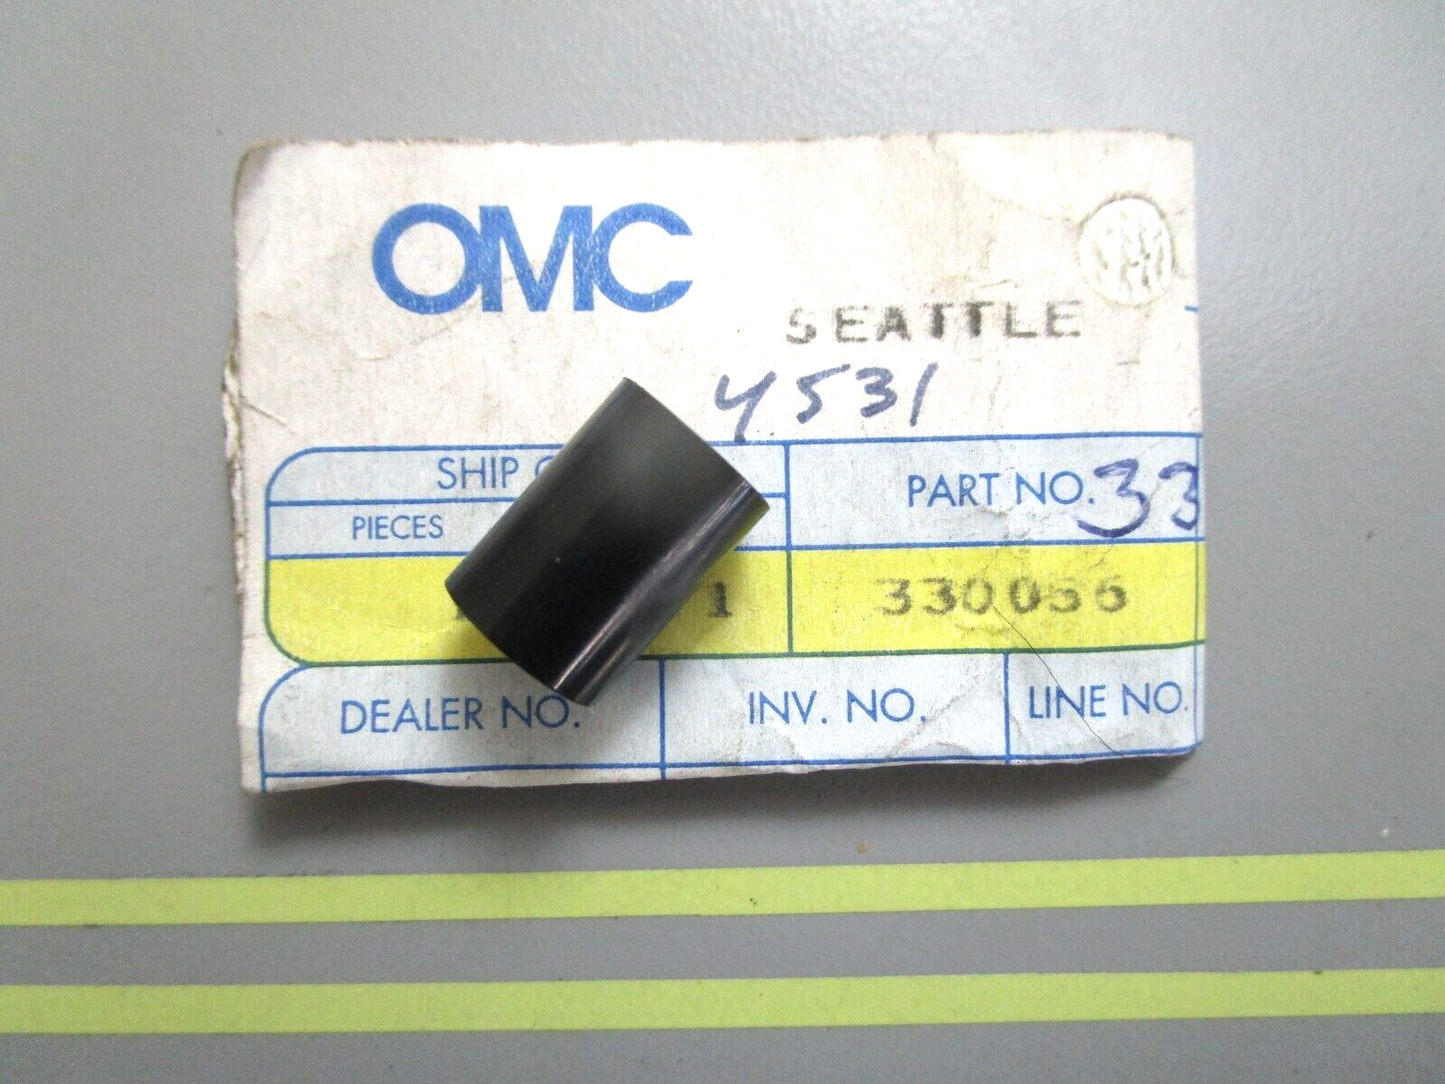 OMC
SEATTLE
4531
SHIP
PIECES
PART NO. 33
1 330056
DEALER NO. INV. NO. LINE NO.